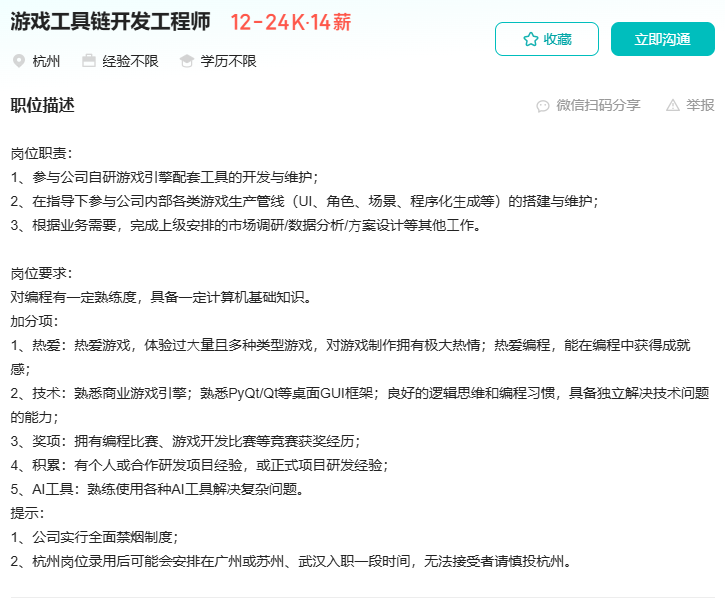 游戏工具链开发工程师 12-24K·14薪
收藏 立即沟通
杭州 经验不限 学历不限
职位描述 微信扫码分享 举报
岗位职责：
1、参与公司自研游戏引擎配套工具的开发与维护；
2、在指导下参与公司内部各类游戏生产管线（UI、角色、场景、程序化生成等）的搭建与维护；
3、根据业务需要，完成上级安排的市场调研/数据分析/方案设计等其他工作。
岗位要求：
对编程有一定熟练度，具备一定计算机基础知识。
加分项：
1、热爱：热爱游戏，体验过大量且多种类型游戏，对游戏制作拥有极大热情；热爱编程，能在编程中获得成就
感；
2、技术：熟悉商业游戏引擎；熟悉PyQt/Qt等桌面GUI框架；良好的逻辑思维和编程习惯，具备独立解决技术问题
的能力；
3、奖项：拥有编程比赛、游戏开发比赛等竞赛获奖经历；
4、积累：有个人或合作研发项目经验，或正式项目研发经验；
5、AI工具：熟练使用各种AI工具解决复杂问题。
提示：
1、公司实行全面禁烟制度；
2、杭州岗位录用后可能会安排在广州或苏州、武汉入职一段时间，无法接受者请慎投杭州。